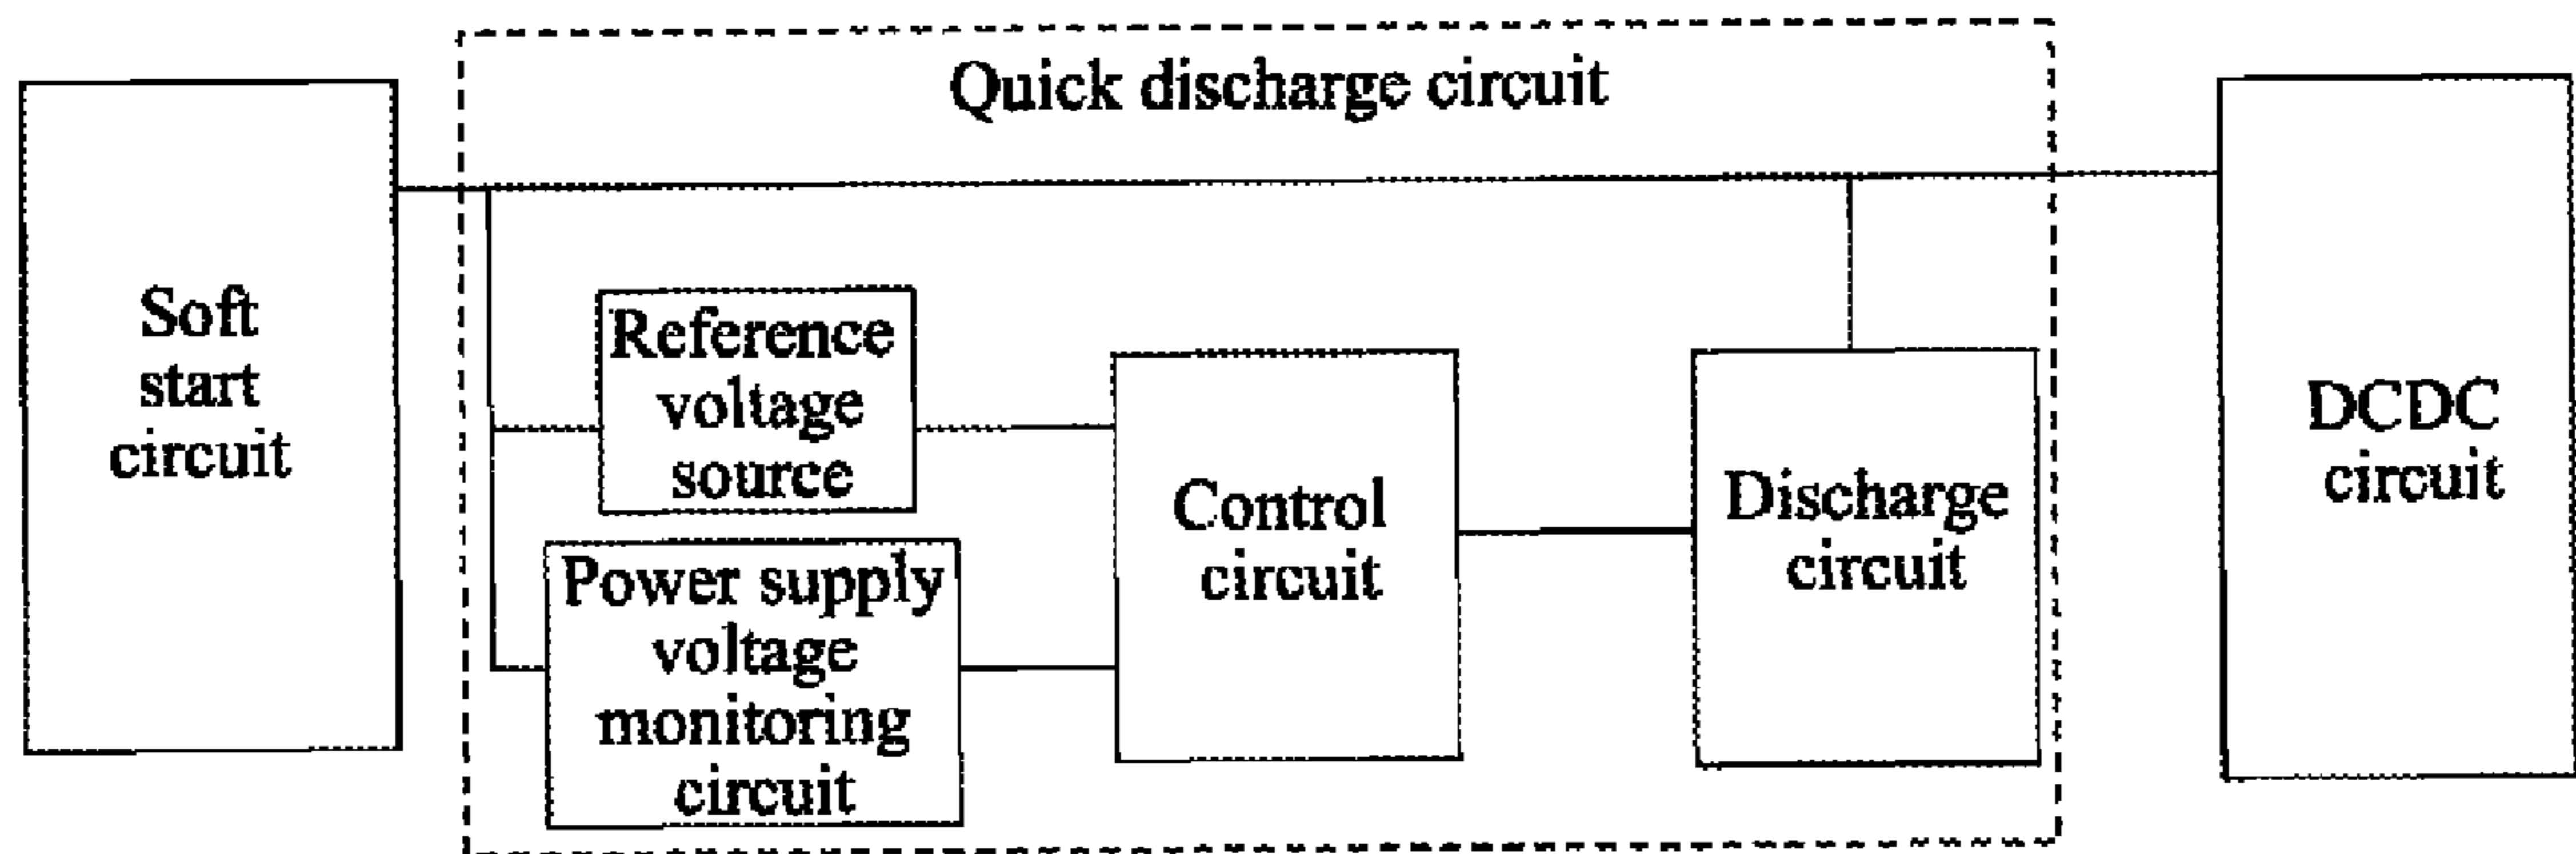 Quick discharge circuit
Soft
start
circuit
Reference
voltage
source
Power supply
voltage
monitoring
circuit
Control
circuit
Discharge
circuit
DCDC
circuit